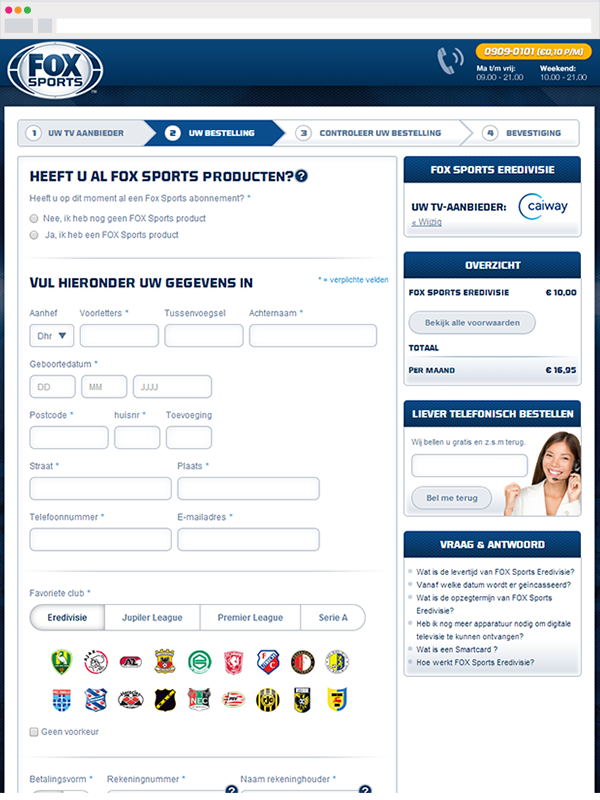 FOX
SPORTS
0909-0101 (€0,10 P/M)
Ma t/m vrij:
09.00 - 21.00
Weekend:
10.00 - 21.00
1 UW TV AANBIEDER
2 UW BESTELLING
3 CONTROLEER UW BESTELLING
4 BEVESTIGING
HEEFT U AL FOX SPORTS PRODUCTEN? ?
Heeft u op dit moment al een Fox Sports abonnement? *
Nee, ik heb nog geen FOX Sports product
Ja, ik heb een FOX Sports product
VUL HIERONDER UW GEGEVENS IN
* = verplichte velden
Aanhef Voorletters * Tussenvoegsel Achternaam *
Dhr
Geboortedatum *
DD MM JJJJ
Postcode * huisnr * Toevoeging
Straat * Plaats *
Telefoonnummer * E-mailadres *
Favoriete club *
Eredivisie Jupiler League Premier League Serie A
Geen voorkeur
Betalingsvorm * Rekeningnummer * Naam rekeninghouder *
? ?
FOX SPORTS EREDIVISIE
UW TV-AANBIEDER:
caiway
« Wijzig
OVERZICHT
FOX SPORTS EREDIVISIE € 10,00
Bekijk alle voorwaarden
TOTAAL
PER MAAND € 16,95
LIEVER TELEFONISCH BESTELLEN
Wij bellen u gratis en z.s.m terug.
Bel me terug
VRAAG & ANTWOORD
Wat is de levertijd van FOX Sports Eredivisie?
Vanaf welke datum wordt er geïncasseerd?
Wat is de opzegtermijn van FOX Sports
Eredivisie?
Heb ik nog meer apparatuur nodig om digitale
televisie te kunnen ontvangen?
Wat is een Smartcard ?
Hoe werkt FOX Sports Eredivisie?